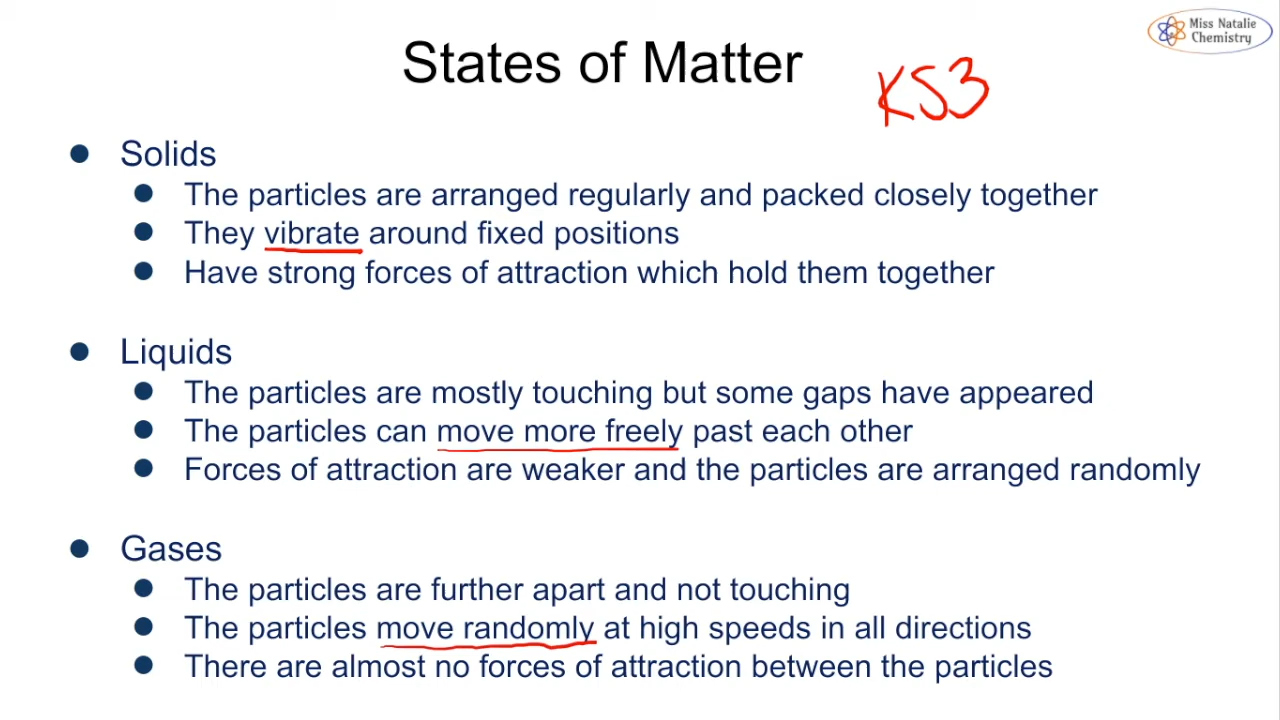 Miss Natalie
Chemistry
States of Matter
KS3
● Solids
● The particles are arranged regularly and packed closely together
● They vibrate around fixed positions
● Have strong forces of attraction which hold them together
● Liquids
● The particles are mostly touching but some gaps have appeared
● The particles can move more freely past each other
● Forces of attraction are weaker and the particles are arranged randomly
● Gases
● The particles are further apart and not touching
● The particles move randomly at high speeds in all directions
● There are almost no forces of attraction between the particles